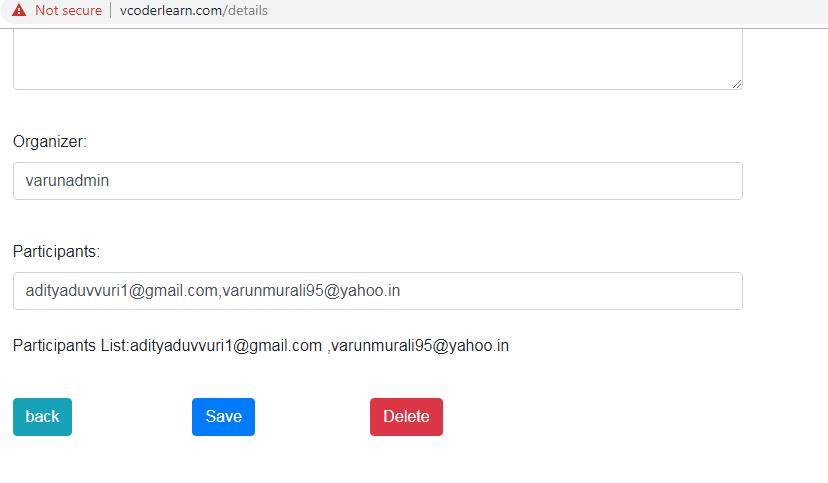 Not secure | vcoderlearn.com/details
Organizer:
varunadmin
Participants:
adityaduvvuri1@gmail.com,varunmurali95@yahoo.in
Participants List:adityaduvvuri1@gmail.com ,varunmurali95@yahoo.in
back Save Delete